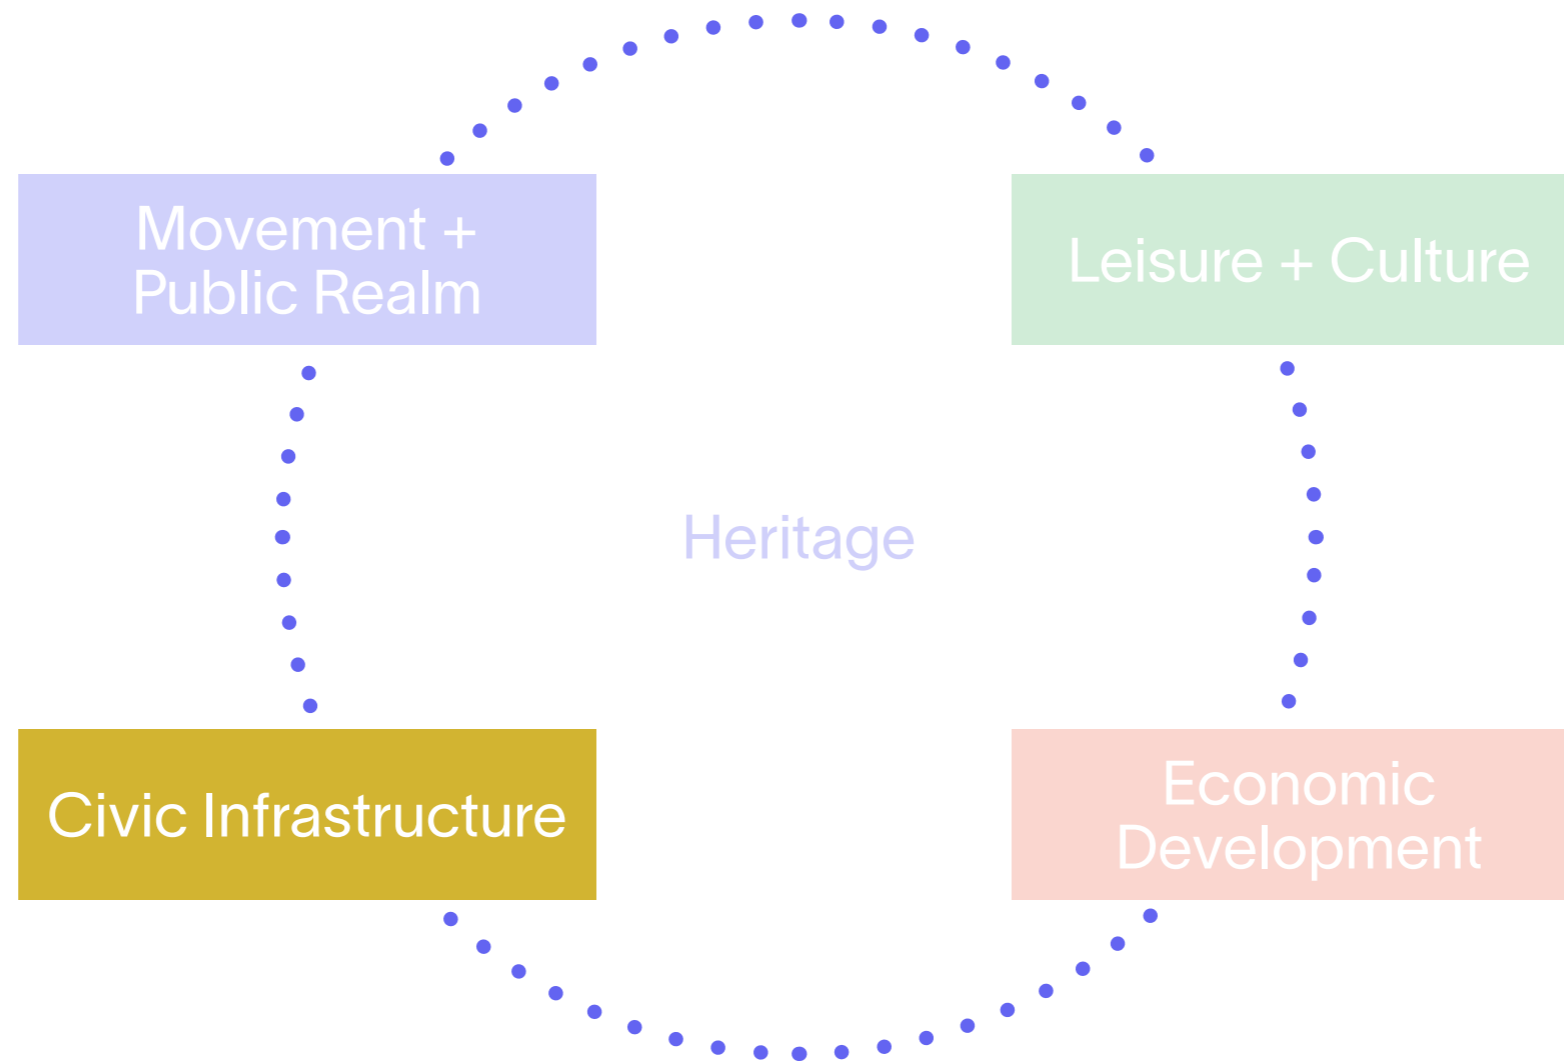 Movement +
Public Realm
Leisure + Culture
Heritage
Civic Infrastructure
Economic
Development